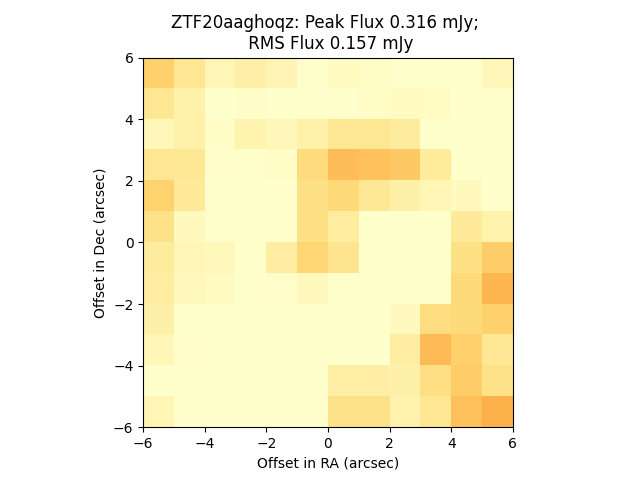 ZTF20aaghoqz: Peak Flux 0.316 mJy;
RMS Flux 0.157 mJy
6
4
2
0
−2
−4
−6
Offset in Dec (arcsec)
−6 −4 −2 0 2 4 6
Offset in RA (arcsec)